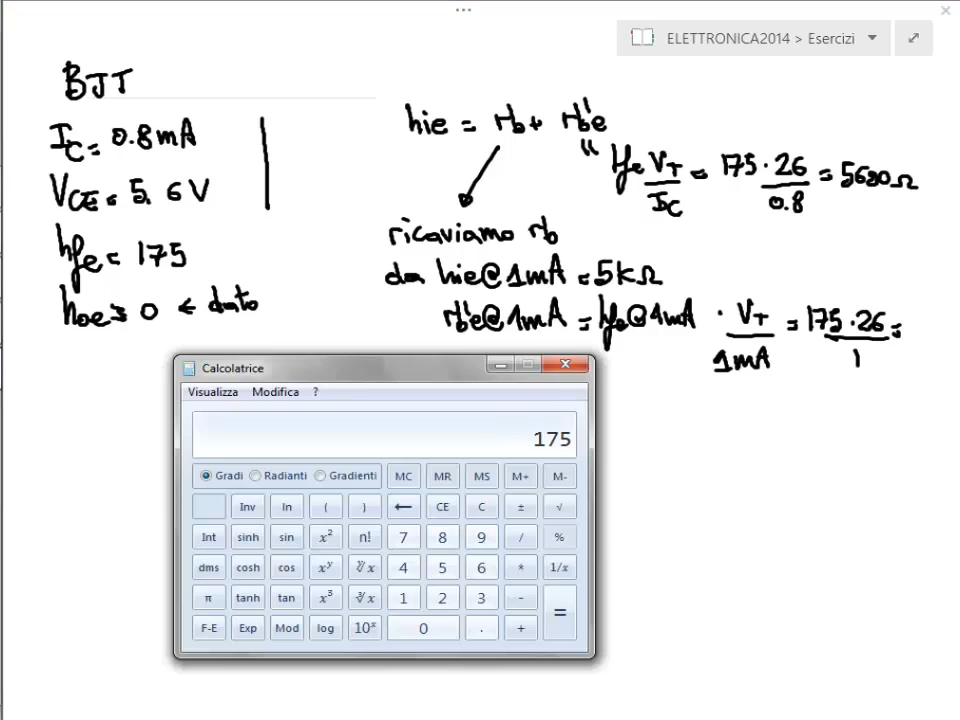 ELETTRONICA2014 > Esercizi
BJT
IC = 0.8mA
VCE = 5.6V
hfe = 175
hoe ≥ 0 ← dato
hie = rb + rb'e
"
hfe VT/IC = 175 · 26/0.8 = 5680Ω
ricaviamo rb
da hie@1mA = 5kΩ
rb'e@1mA = hfe@1mA · VT/1mA = 175·26/1 =
Calcolatrice
Visualizza Modifica ?
175
Gradi Radianti Gradienti MC MR MS M+ M-
Inv ln ( ) ← CE C ± √
Int sinh sin x² n! 7 8 9 / %
dms cosh cos xʸ ʸ√x 4 5 6 * 1/x
π tanh tan x³ ³√x 1 2 3 - =
F-E Exp Mod log 10ˣ 0 . +